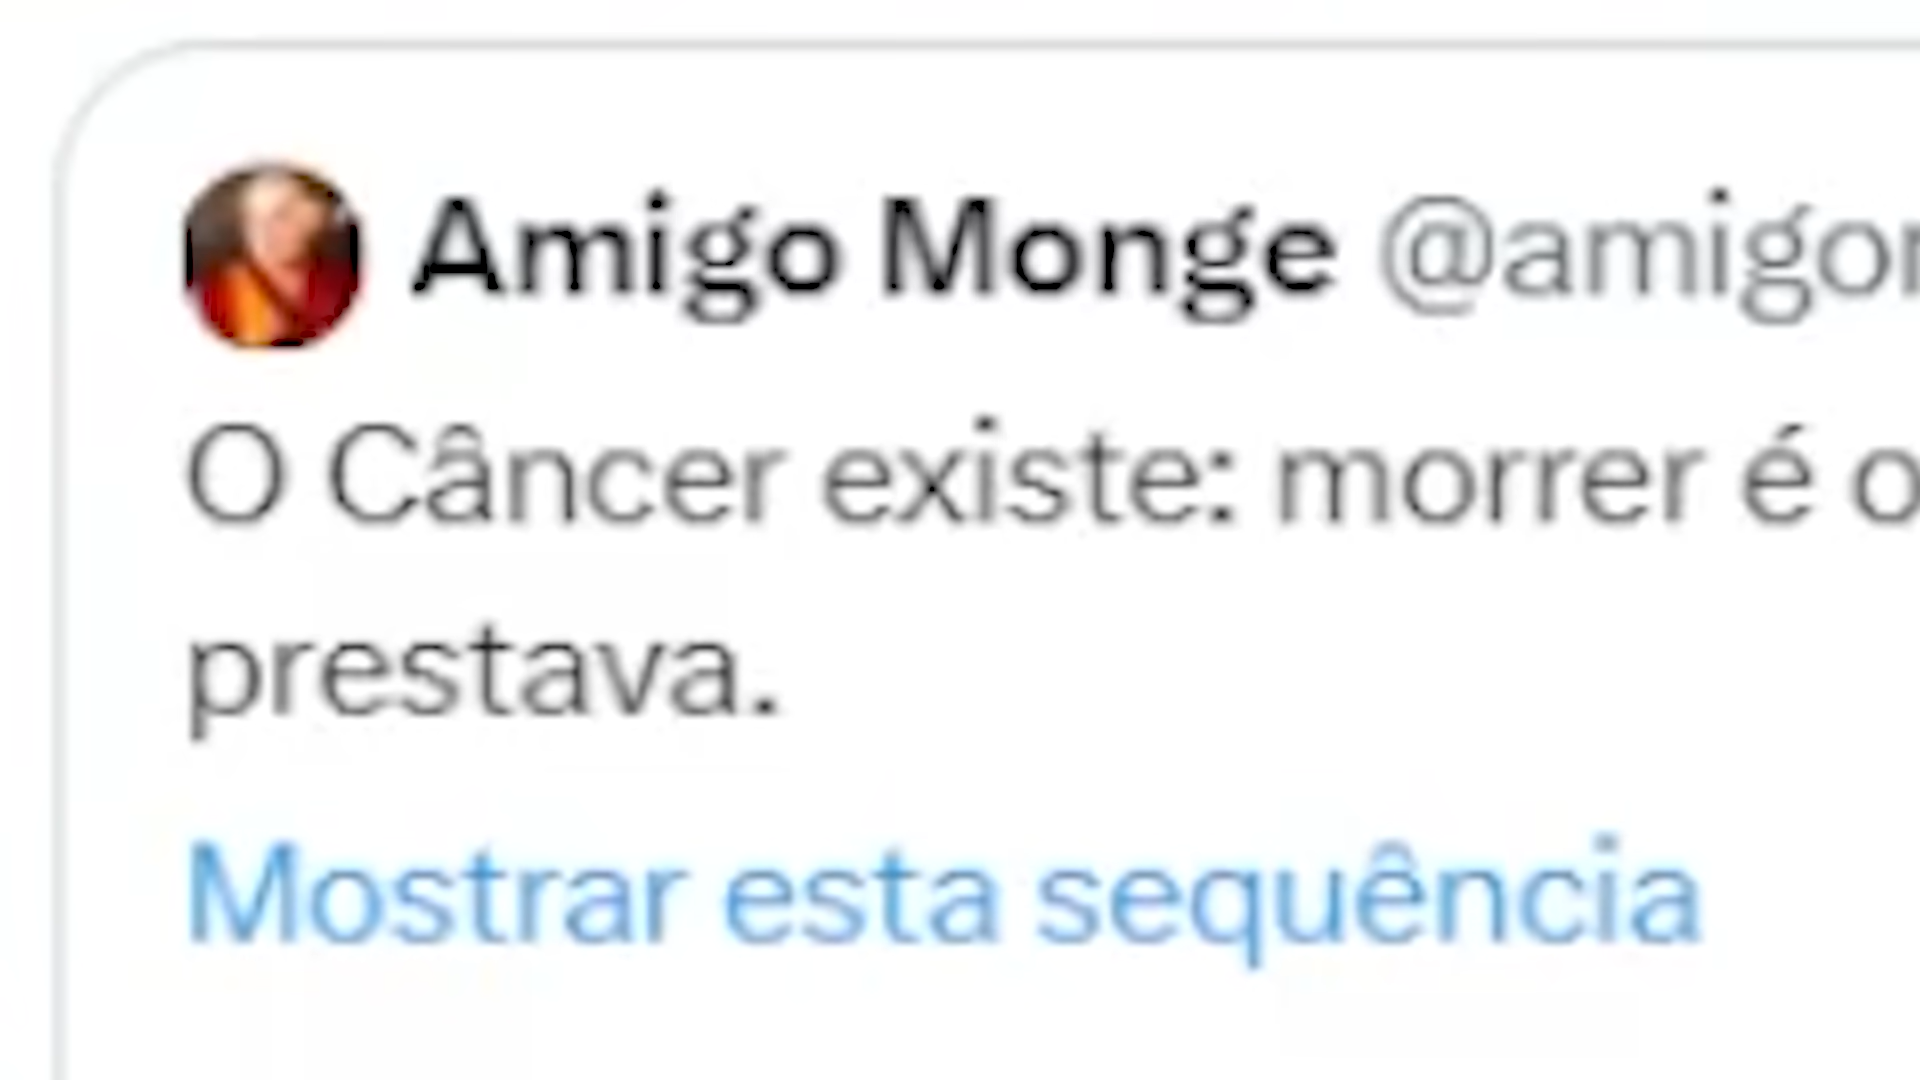 Amigo Monge @amigo
O Câncer existe: morrer é o
prestava.
Mostrar esta sequência